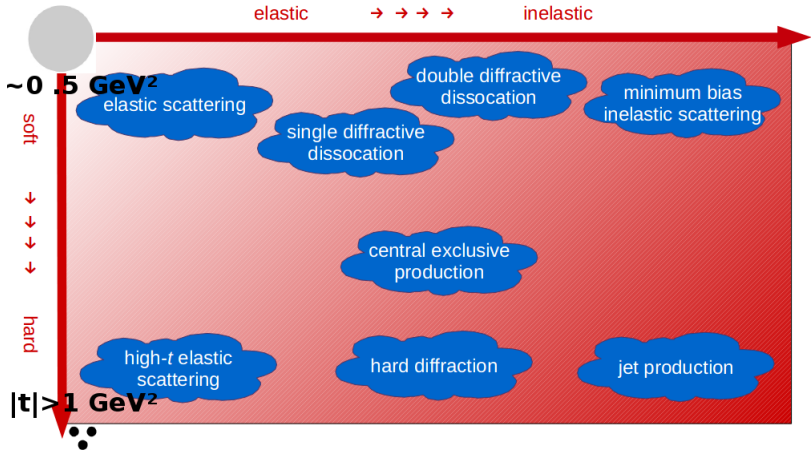 elastic → → → → inelastic
~0 .5 GeV²
elastic scattering
single diffractive
dissocation
double diffractive
dissocation
minimum bias
inelastic scattering
soft → → → → hard
central exclusive
production
high-t elastic
scattering
hard diffraction
jet production
|t|>1 GeV²